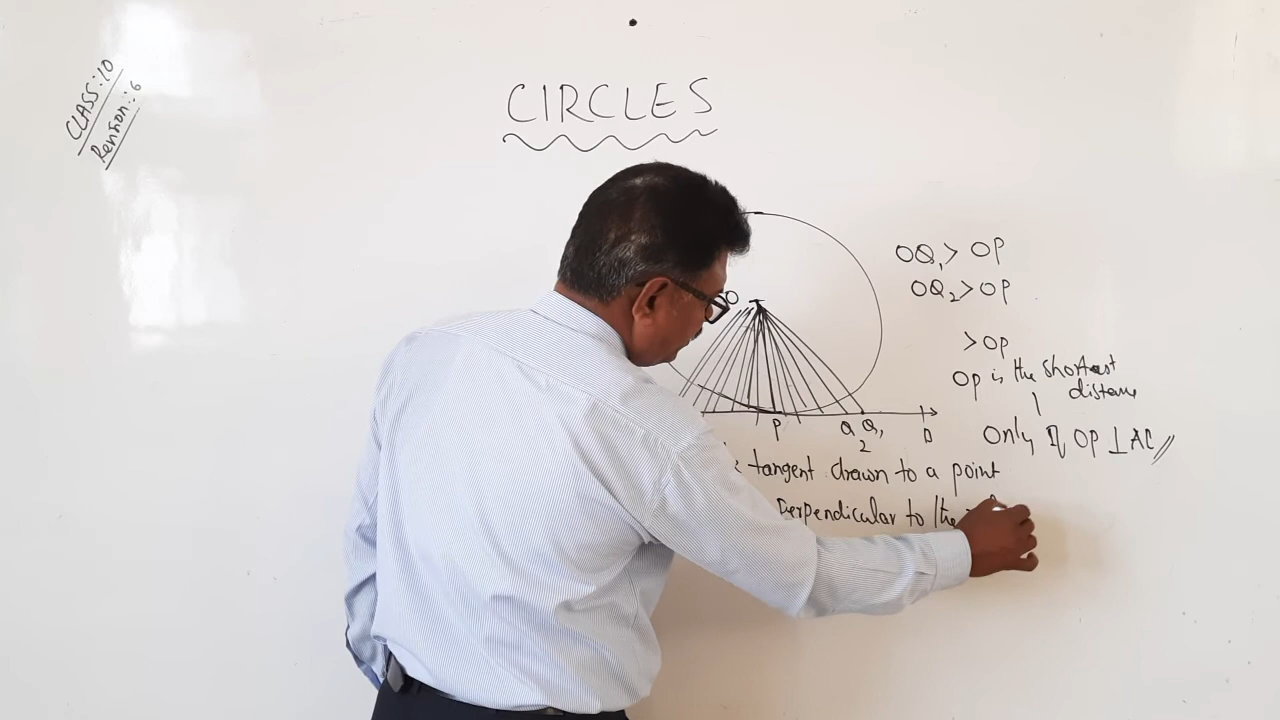 CLASS:10
Revision:6
CIRCLES
OQ1 > OP
OQ2 > OP
> OP
OP is the shortest
distance
Only if OP ⊥ AC //
O
P
Q2 Q1
B
tangent drawn to a point
Perpendicular to the